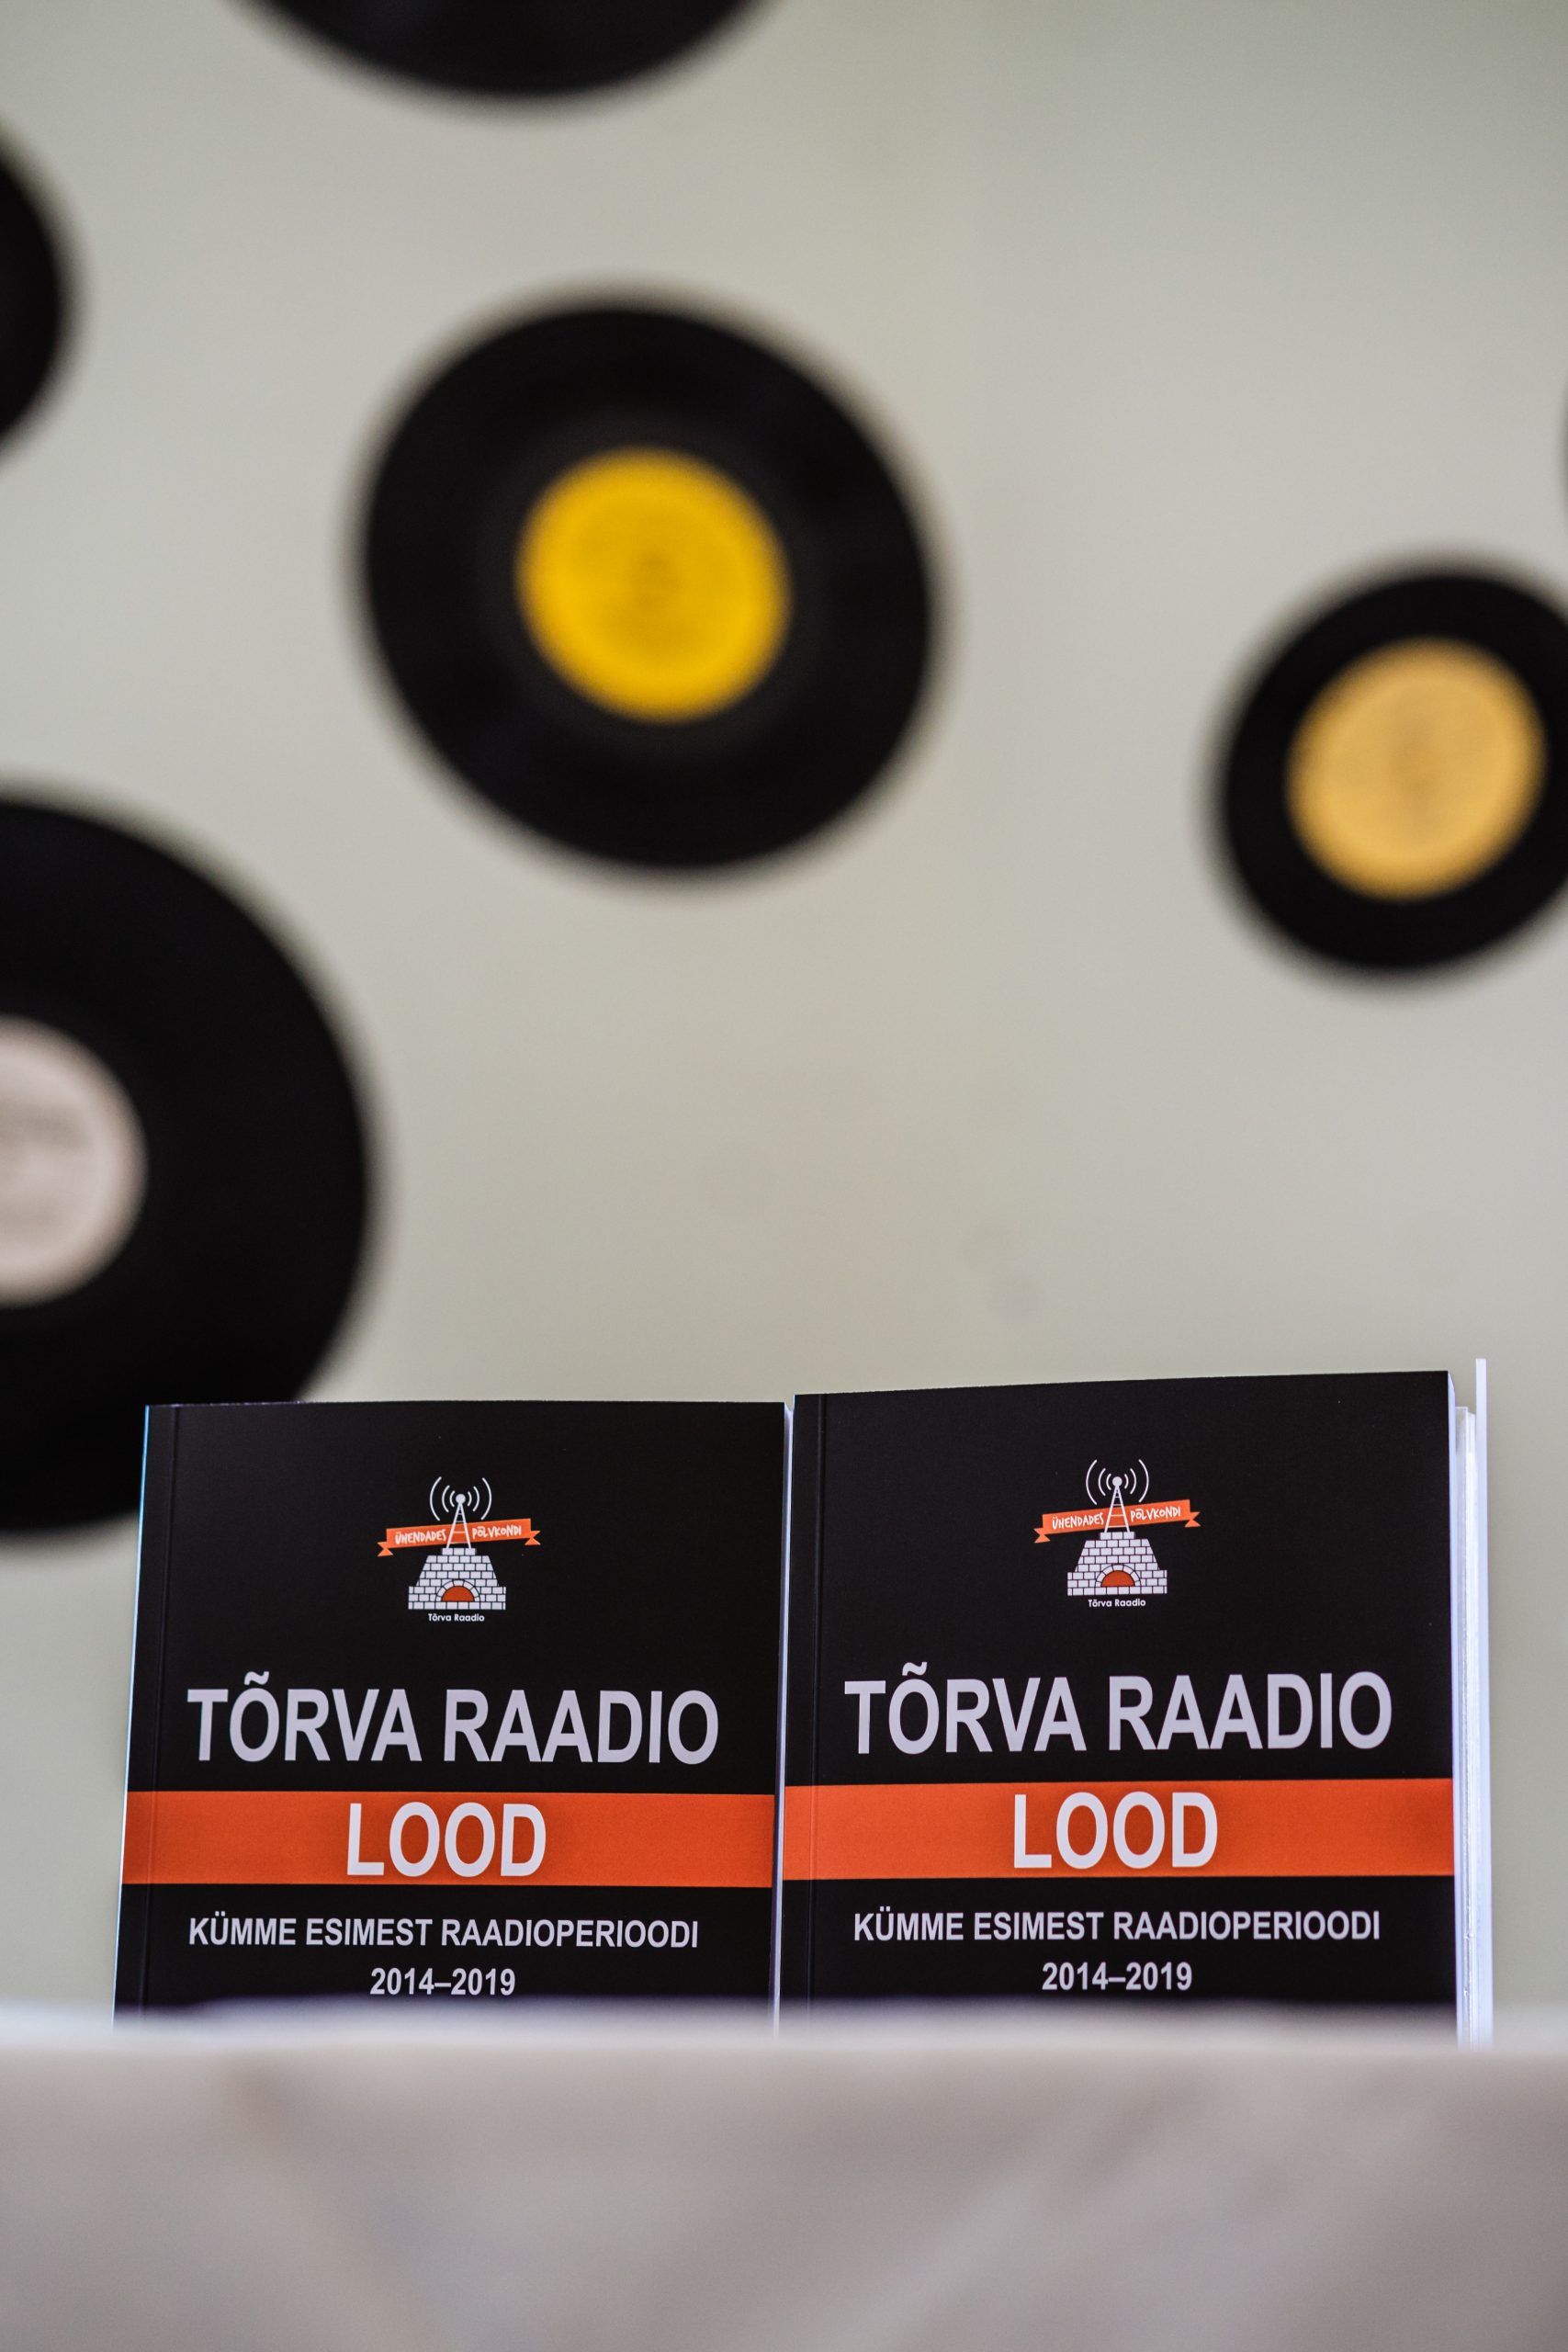 ÜHENDADES PÕLVKONDI
Tõrva Raadio
TÕRVA RAADIO
LOOD
KÜMME ESIMEST RAADIOPERIOODI
2014–2019
ÜHENDADES PÕLVKONDI
Tõrva Raadio
TÕRVA RAADIO
LOOD
KÜMME ESIMEST RAADIOPERIOODI
2014–2019